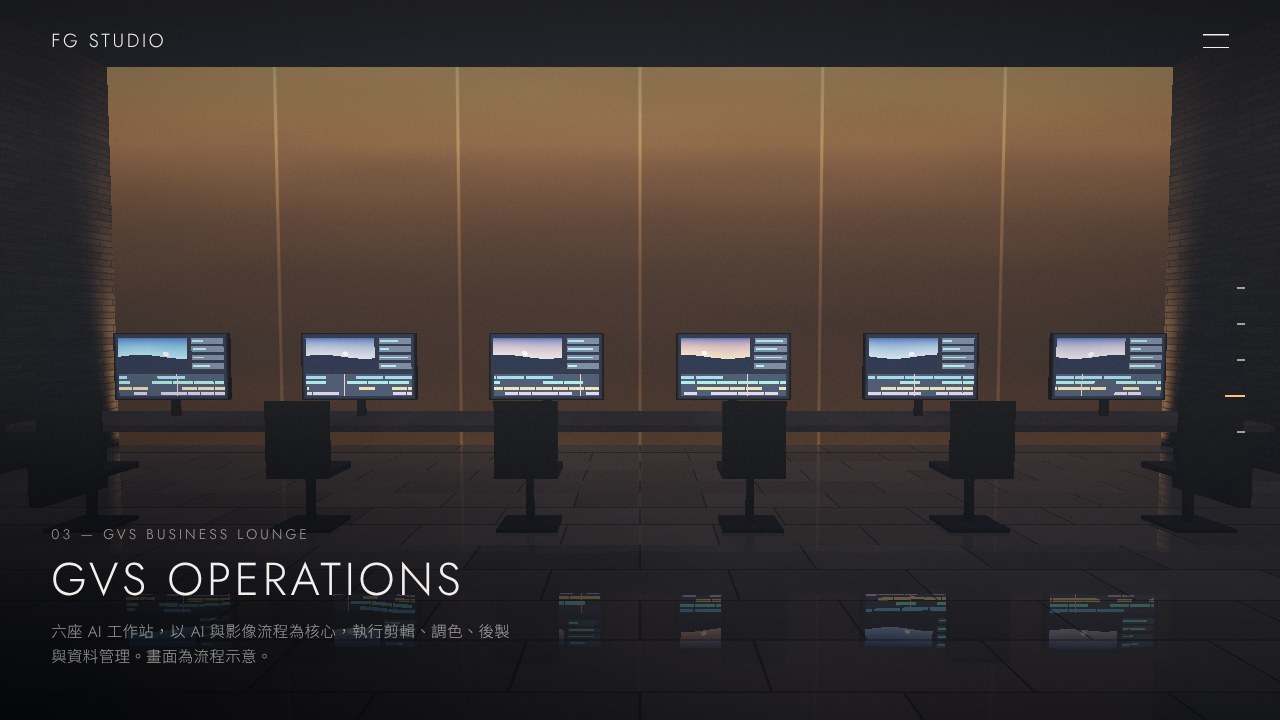 FG STUDIO
03 — GVS BUSINESS LOUNGE
GVS OPERATIONS
六座 AI 工作站，以 AI 與影像流程為核心，執行剪輯、調色、後製
與資料管理。畫面為流程示意。